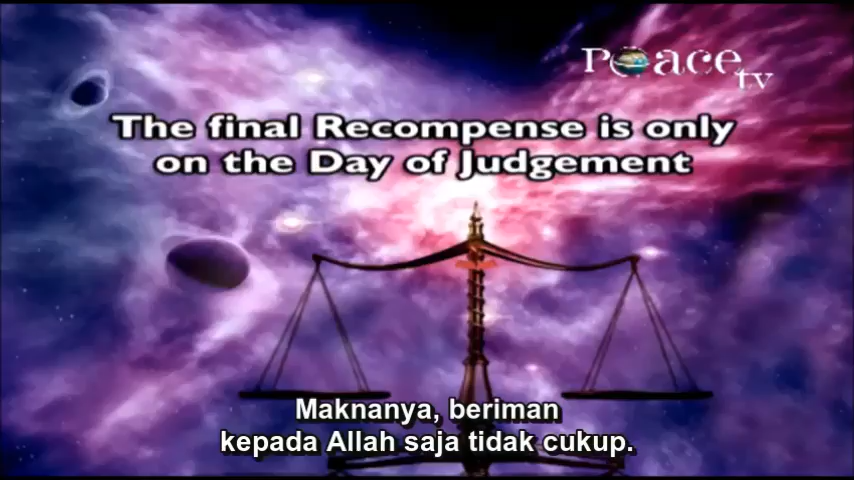 Peace
tv
The final Recompense is only
on the Day of Judgement
Maknanya, beriman
kepada Allah saja tidak cukup.